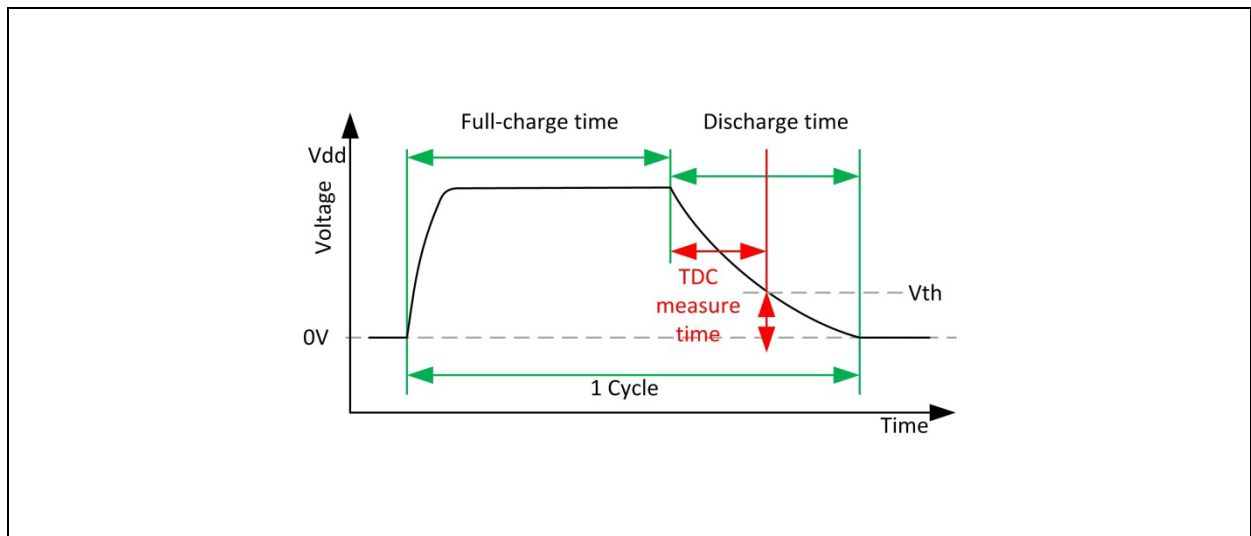 Full-charge time
Discharge time
Vdd
Voltage
TDC
measure
time
Vth
0V
1 Cycle
Time